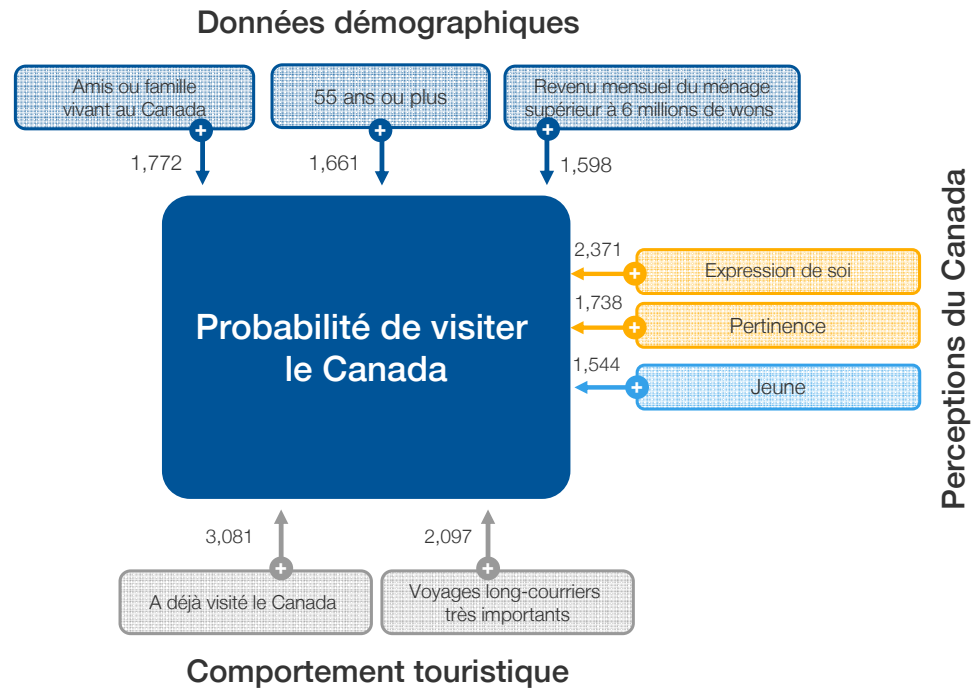 Données démographiques
Amis ou famille
vivant au Canada
55 ans ou plus
Revenu mensuel du ménage
supérieur à 6 millions de wons
1,772
1,661
1,598
Probabilité de visiter
le Canada
2,371
Expression de soi
1,738
Pertinence
1,544
Jeune
Perceptions du Canada
3,081
2,097
A déjà visité le Canada
Voyages long-courriers
très importants
Comportement touristique